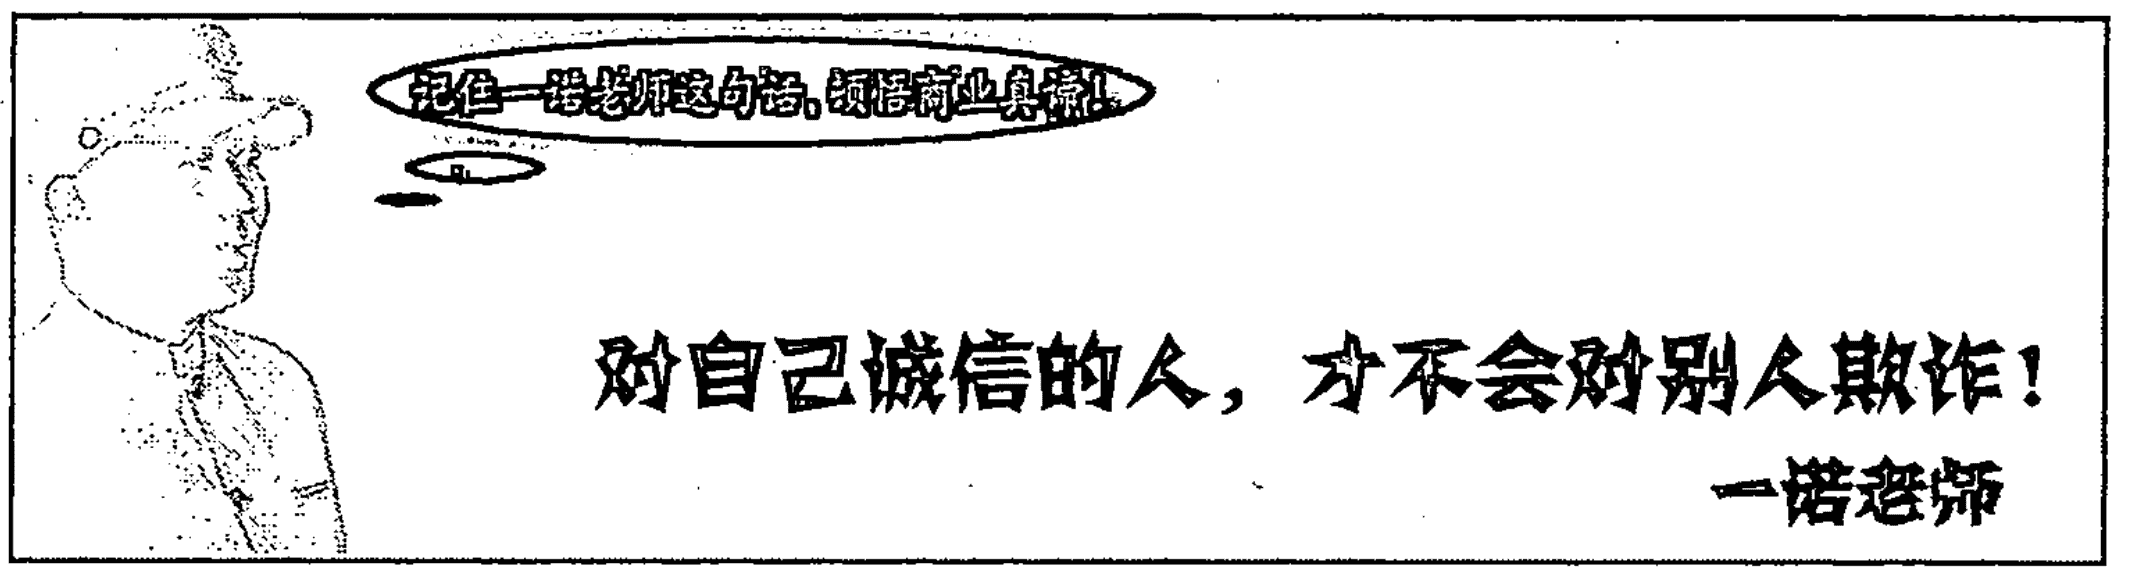 记住一诺老师这句话，领悟商业真谛！
对自己诚信的人，才不会对别人欺诈！
一诺老师